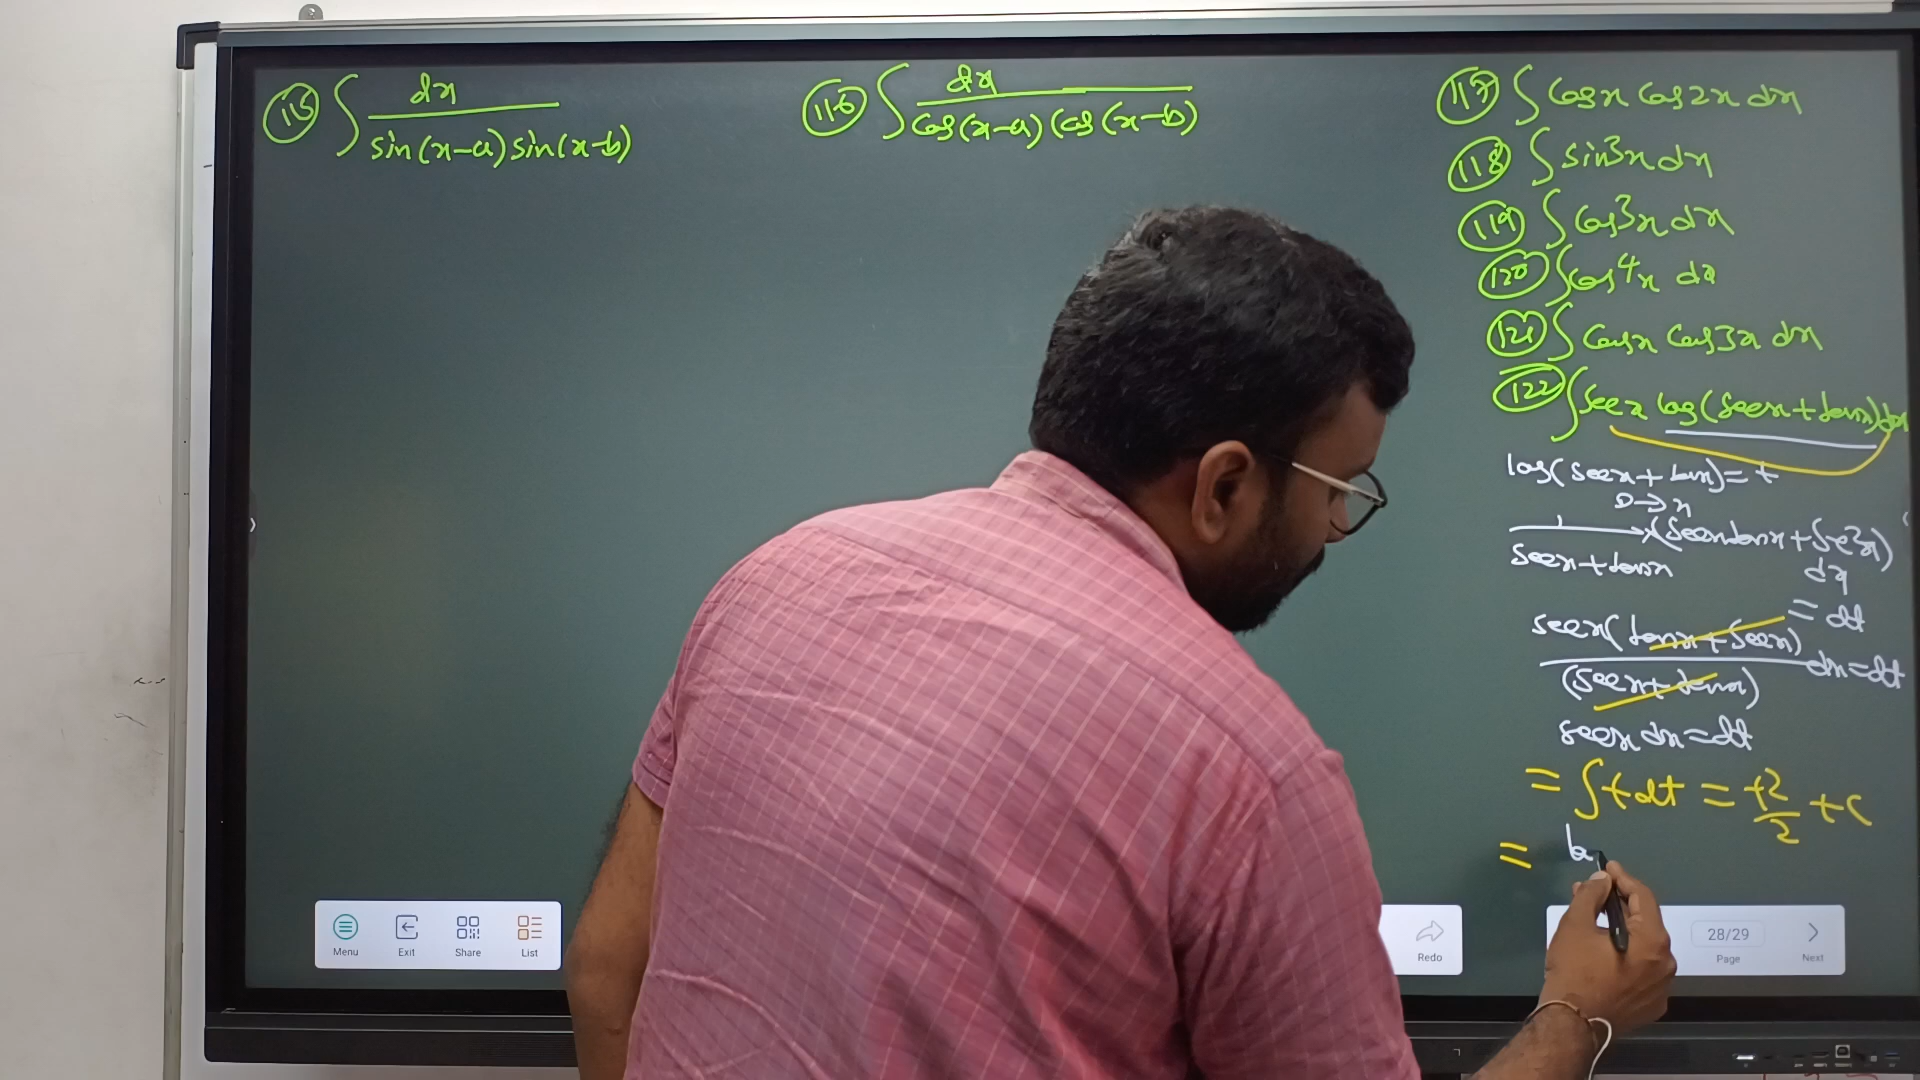 115 ∫ dx / sin(x-a) sin(x-b)
116 ∫ dx / cos(x-a) cos(x-b)
117 ∫ cosx cos2x dx
118 ∫ sin³x dx
119 ∫ cos³x dx
120 ∫ cos⁴x dx
121 ∫ cosx cos3x dx
122 ∫ secx log(secx+tanx) dx
log(secx+tanx) = t
D→x
1 / secx+tanx × (secxtanx+sec²x) dx
= dt
secx(tanx+secx) / (secx+tanx) dx = dt
secx dx = dt
= ∫ t dt = t²/2 + c
=
Menu Exit Share List Redo 28/29 Page Next